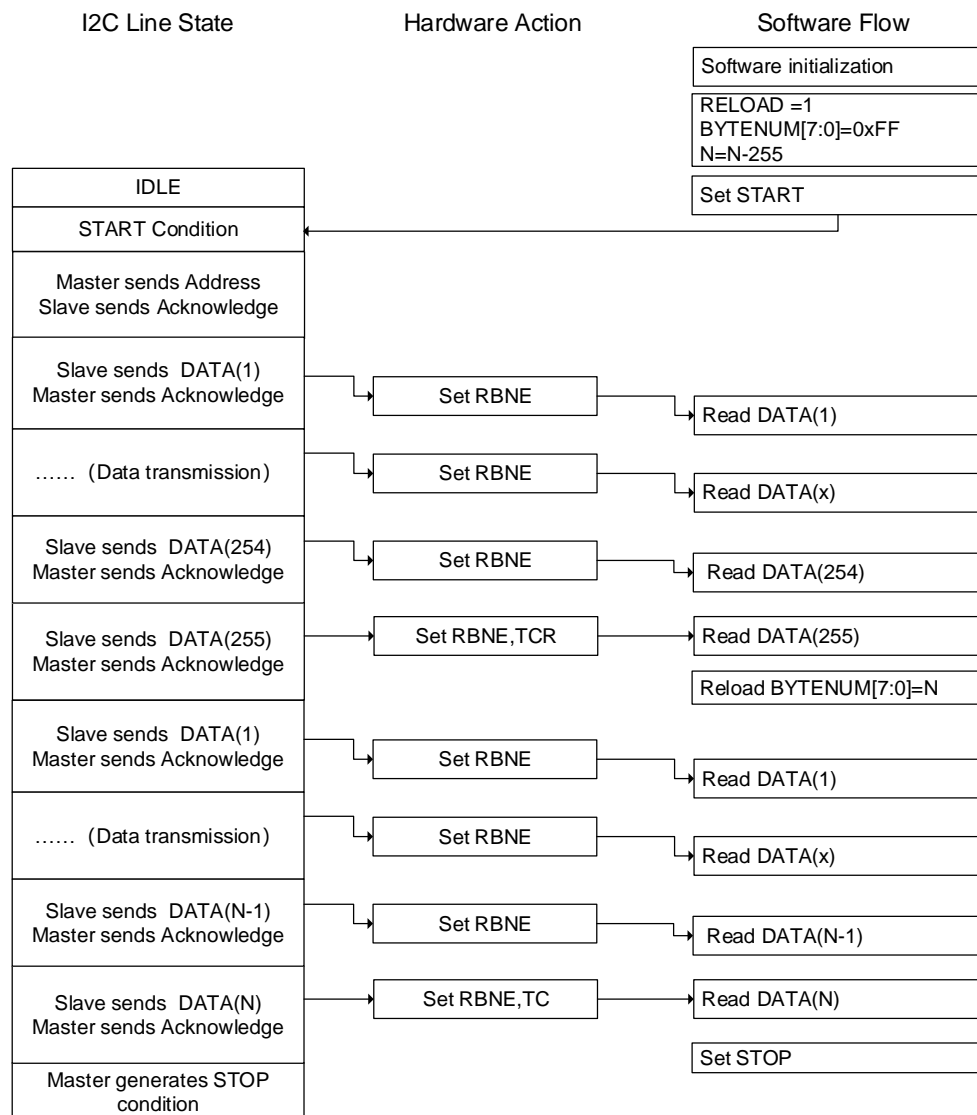 I2C Line State
Hardware Action
Software Flow
Software initialization
RELOAD =1
BYTENUM[7:0]=0xFF
N=N-255
IDLE
Set START
START Condition
Master sends Address
Slave sends Acknowledge
Slave sends DATA(1)
Master sends Acknowledge
Set RBNE
Read DATA(1)
…… (Data transmission)
Set RBNE
Read DATA(x)
Slave sends DATA(254)
Master sends Acknowledge
Set RBNE
Read DATA(254)
Slave sends DATA(255)
Master sends Acknowledge
Set RBNE,TCR
Read DATA(255)
Reload BYTENUM[7:0]=N
Slave sends DATA(1)
Master sends Acknowledge
Set RBNE
Read DATA(1)
…… (Data transmission)
Set RBNE
Read DATA(x)
Slave sends DATA(N-1)
Master sends Acknowledge
Set RBNE
Read DATA(N-1)
Slave sends DATA(N)
Master sends Acknowledge
Set RBNE,TC
Read DATA(N)
Set STOP
Master generates STOP
condition